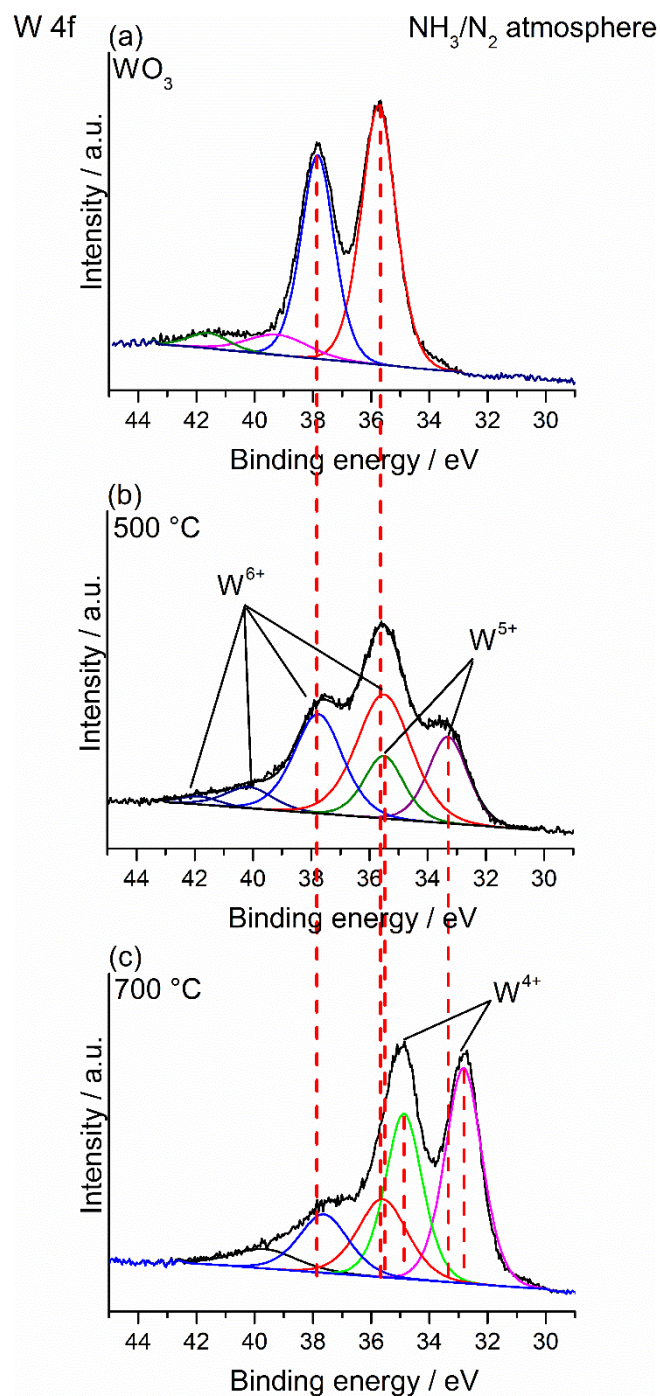 W 4f
NH₃/N₂ atmosphere
(a)
WO₃
Intensity / a.u.
44 42 40 38 36 34 32 30
Binding energy / eV
(b)
500 °C
W⁶⁺
W⁵⁺
Intensity / a.u.
44 42 40 38 36 34 32 30
Binding energy / eV
(c)
700 °C
W⁴⁺
Intensity / a.u.
44 42 40 38 36 34 32 30
Binding energy / eV